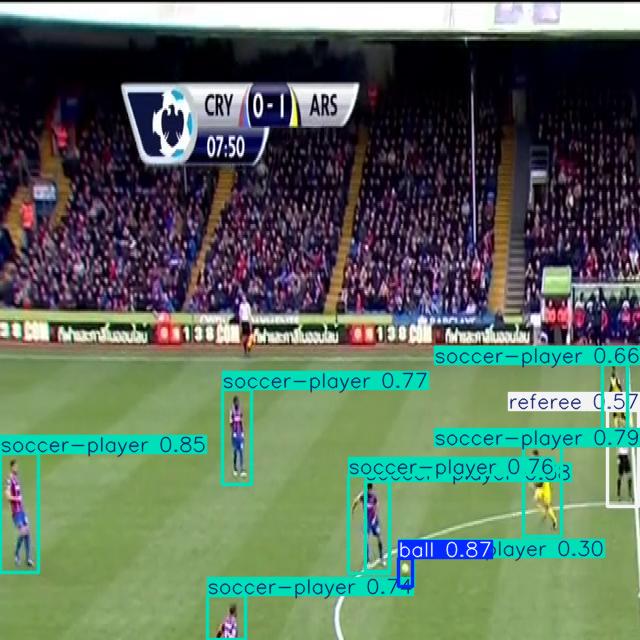 CRY 0-1 ARS
07:50
soccer-player 0.66
soccer-player 0.77
referee 0.57
soccer-player 0.79
soccer-player 0.85
soccer-player 0.76
ball 0.87
player 0.30
soccer-player 0.74